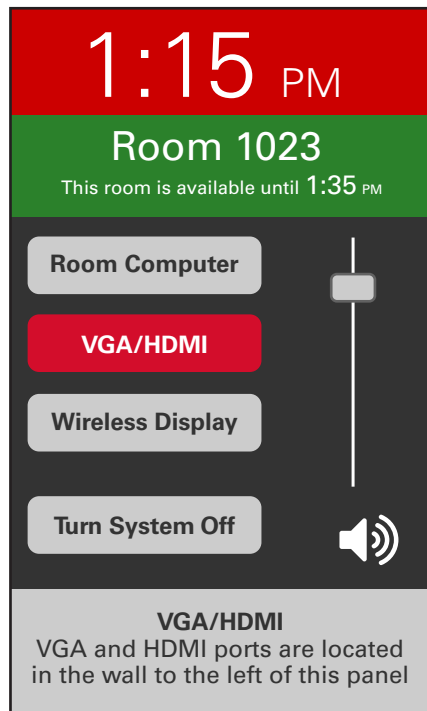 1:15 PM
Room 1023
This room is available until 1:35 PM
Room Computer
VGA/HDMI
Wireless Display
Turn System Off
VGA/HDMI
VGA and HDMI ports are located
in the wall to the left of this panel